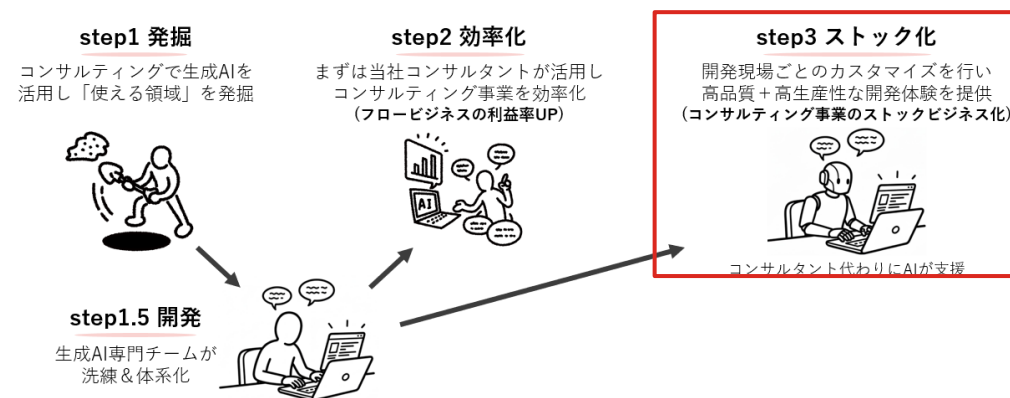 step1 発掘
コンサルティングで生成AIを
活用し「使える領域」を発掘
step2 効率化
まずは当社コンサルタントが活用し
コンサルティング事業を効率化
(フロービジネスの利益率UP)
AI
step3 ストック化
開発現場ごとのカスタマイズを行い
高品質＋高生産性な開発体験を提供
(コンサルティング事業のストックビジネス化)
コンサルタント代わりにAIが支援
step1.5 開発
生成AI専門チームが
洗練＆体系化